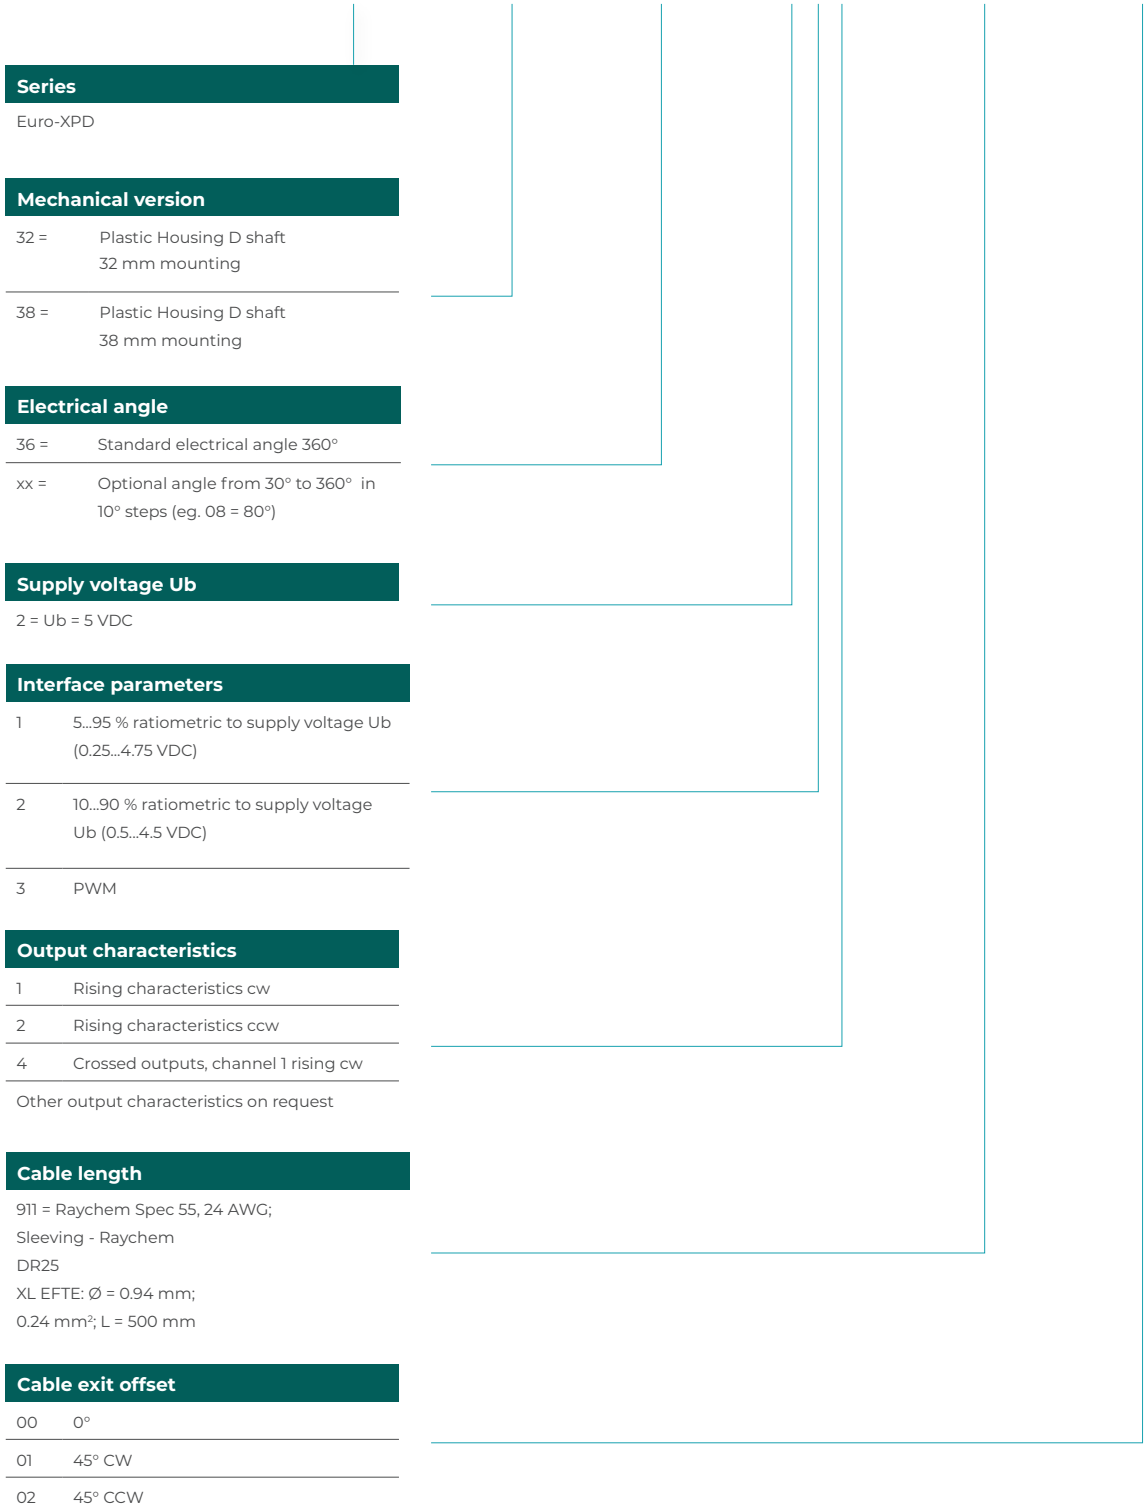 Series
Euro-XPD
Mechanical version
32 = Plastic Housing D shaft
32 mm mounting
38 = Plastic Housing D shaft
38 mm mounting
Electrical angle
36 = Standard electrical angle 360°
xx = Optional angle from 30° to 360° in
10° steps (eg. 08 = 80°)
Supply voltage Ub
2 = Ub = 5 VDC
Interface parameters
1 5...95 % ratiometric to supply voltage Ub
(0.25...4.75 VDC)
2 10...90 % ratiometric to supply voltage
Ub (0.5...4.5 VDC)
3 PWM
Output characteristics
1 Rising characteristics cw
2 Rising characteristics ccw
4 Crossed outputs, channel 1 rising cw
Other output characteristics on request
Cable length
911 = Raychem Spec 55, 24 AWG;
Sleeving - Raychem
DR25
XL EFTE: Ø = 0.94 mm;
0.24 mm²; L = 500 mm
Cable exit offset
00 0°
01 45° CW
02 45° CCW